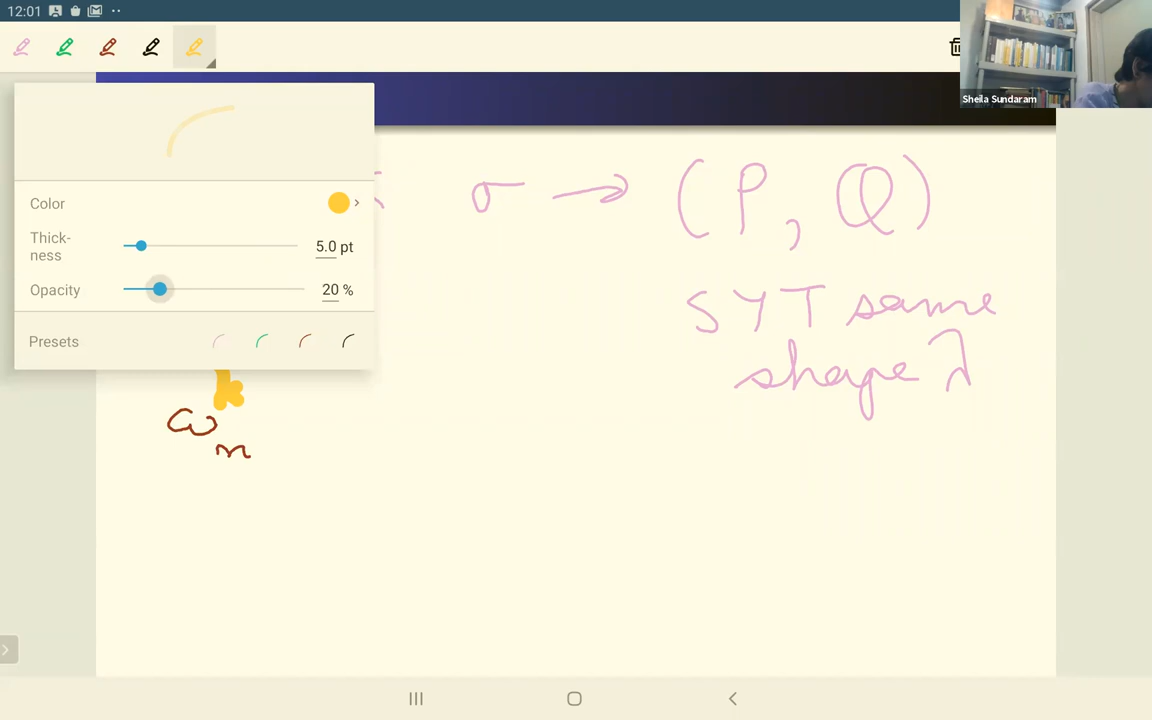 12:01
Sheila Sundaram
σ → (P, Q)
Color
Thick-
ness
5.0 pt
SYT same
Opacity
20 %
shape λ
Presets
ω
n